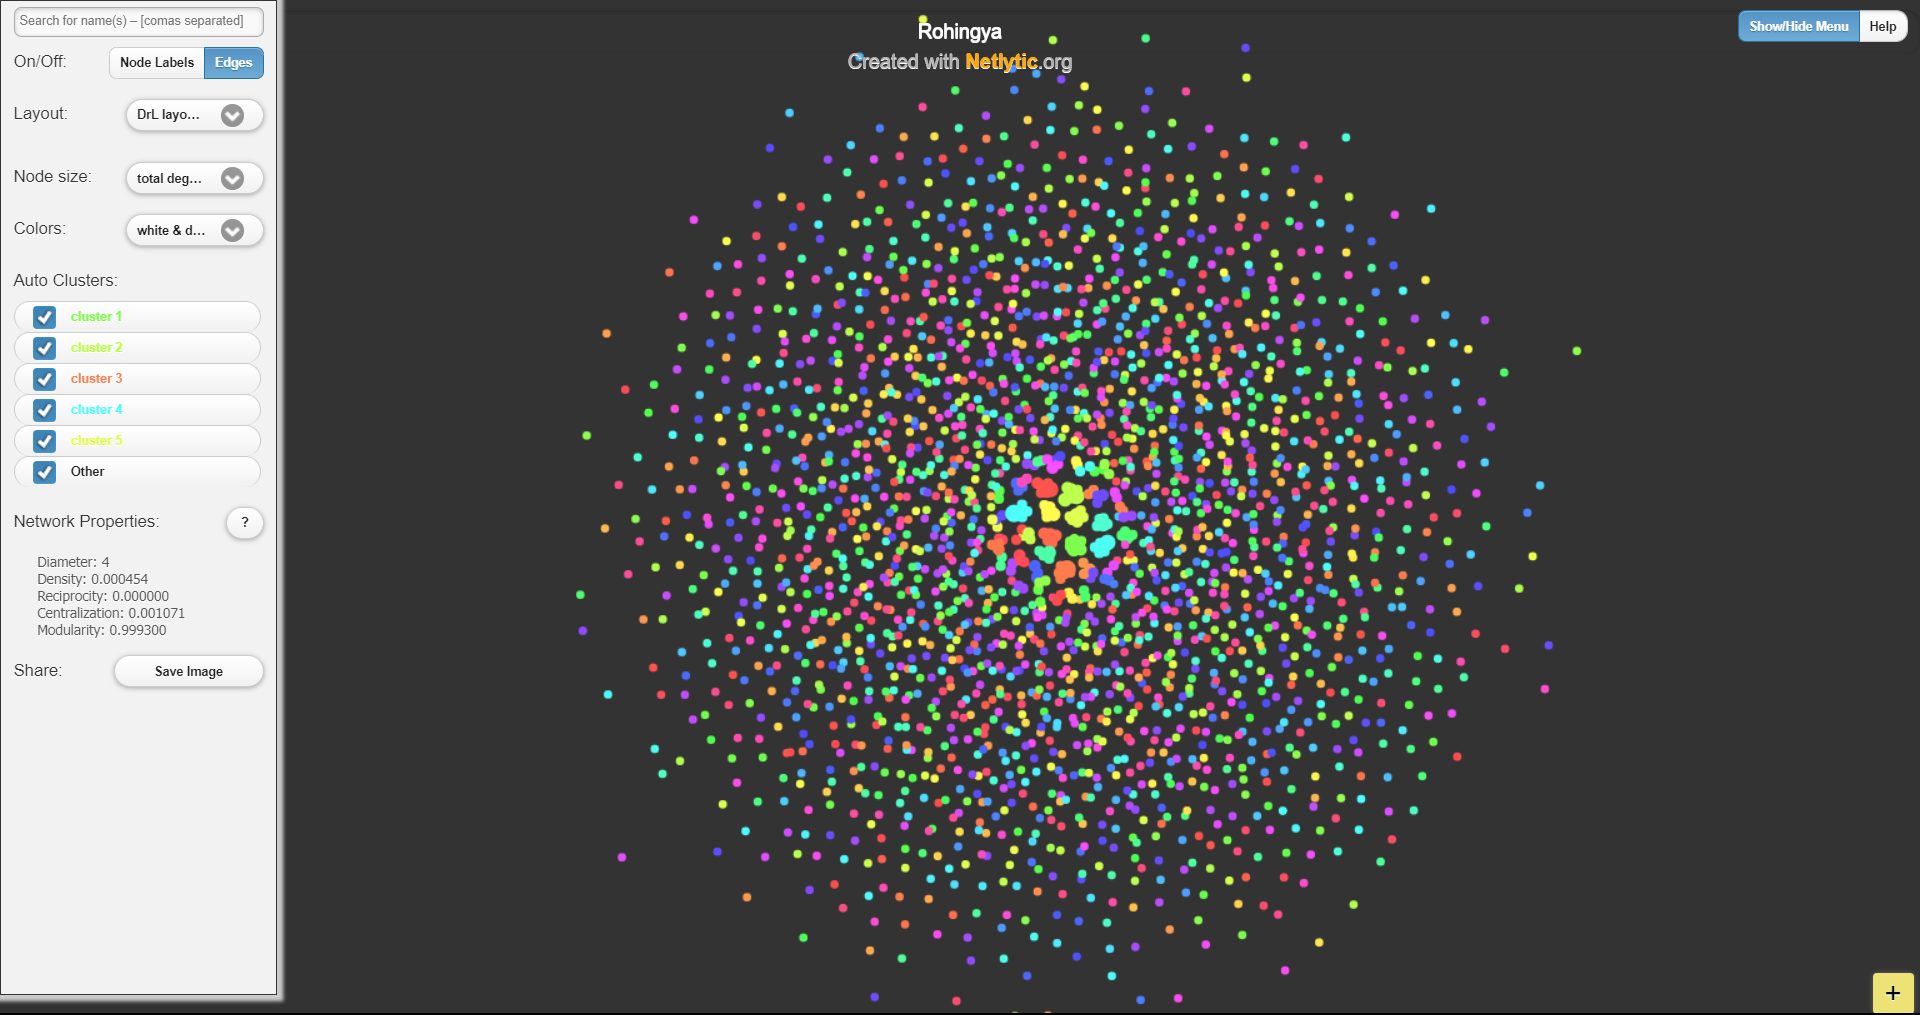 Search for name(s) – [comas separated]
On/Off:
Node Labels
Edges
Layout:
DrL layo...
Node size:
total deg...
Colors:
white & d...
Auto Clusters:
cluster 1
cluster 2
cluster 3
cluster 4
cluster 5
Other
Network Properties:
?
Diameter: 4
Density: 0.000454
Reciprocity: 0.000000
Centralization: 0.001071
Modularity: 0.999300
Share:
Save Image
Rohingya
Created with Netlytic.org
Show/Hide Menu
Help
+